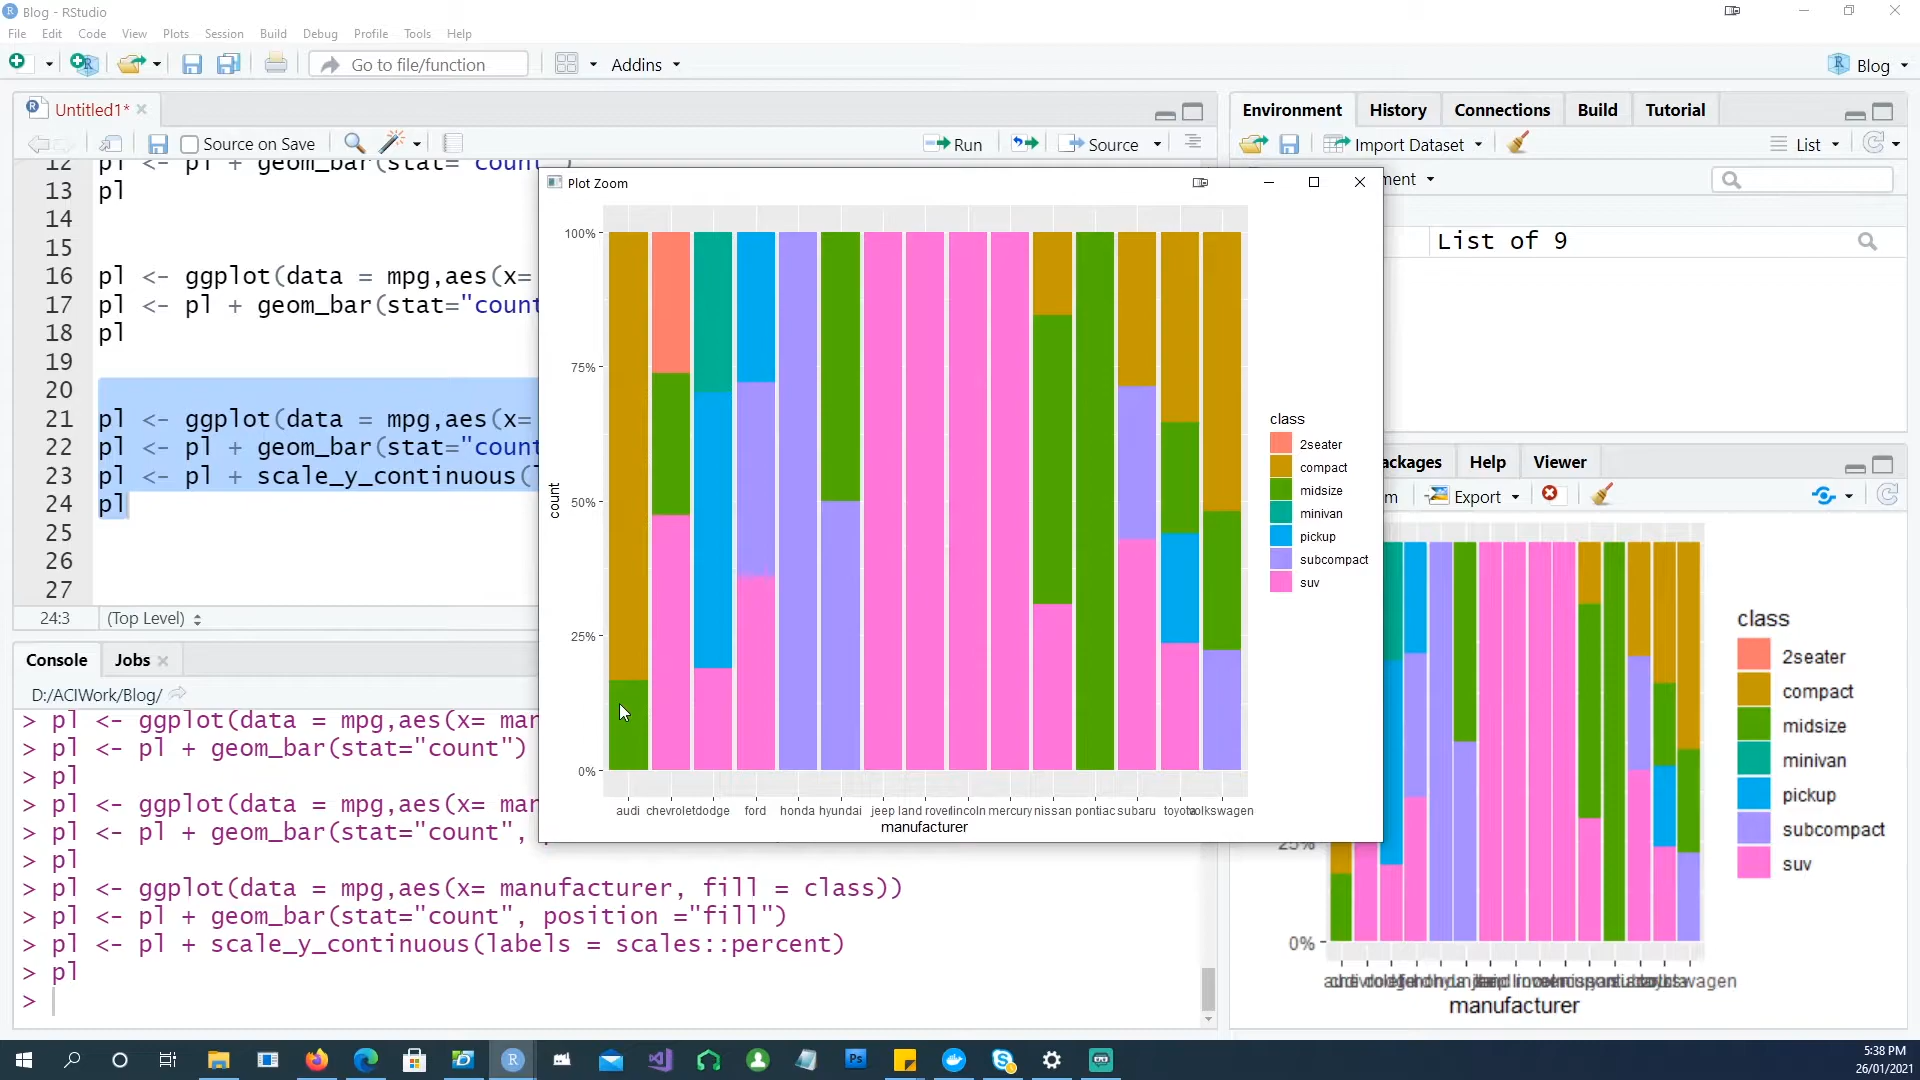 Blog - RStudio
File Edit Code View Plots Session Build Debug Profile Tools Help
Go to file/function
Addins
Blog
Untitled1*
Source on Save
Run
Source
12 pl <- pl + geom_bar(stat="count")
13 pl
14
15
16 pl <- ggplot(data = mpg,aes(x=
17 pl <- pl + geom_bar(stat="count
18 pl
19
20
21 pl <- ggplot(data = mpg,aes(x=
22 pl <- pl + geom_bar(stat="count
23 pl <- pl + scale_y_continuous(l
24 pl
25
26
27
24:3 (Top Level)
Console Jobs
D:/ACIWork/Blog/
> pl <- ggplot(data = mpg,aes(x= mar
> pl <- pl + geom_bar(stat="count")
> pl
> pl <- ggplot(data = mpg,aes(x= mar
> pl <- pl + geom_bar(stat="count",
> pl
> pl <- ggplot(data = mpg,aes(x= manufacturer, fill = class))
> pl <- pl + geom_bar(stat="count", position ="fill")
> pl <- pl + scale_y_continuous(labels = scales::percent)
> pl
>
Plot Zoom
100%
75%
50%
25%
0%
count
audi chevrolet dodge ford honda hyundai jeep land rover lincoln mercury nissan pontiac subaru toyota volkswagen
manufacturer
class
2seater
compact
midsize
minivan
pickup
subcompact
suv
Environment History Connections Build Tutorial
Import Dataset
List
ment
List of 9
ackages Help Viewer
m Export
25%
0%
manufacturer
class
2seater
compact
midsize
minivan
pickup
subcompact
suv
5:38 PM
26/01/2021